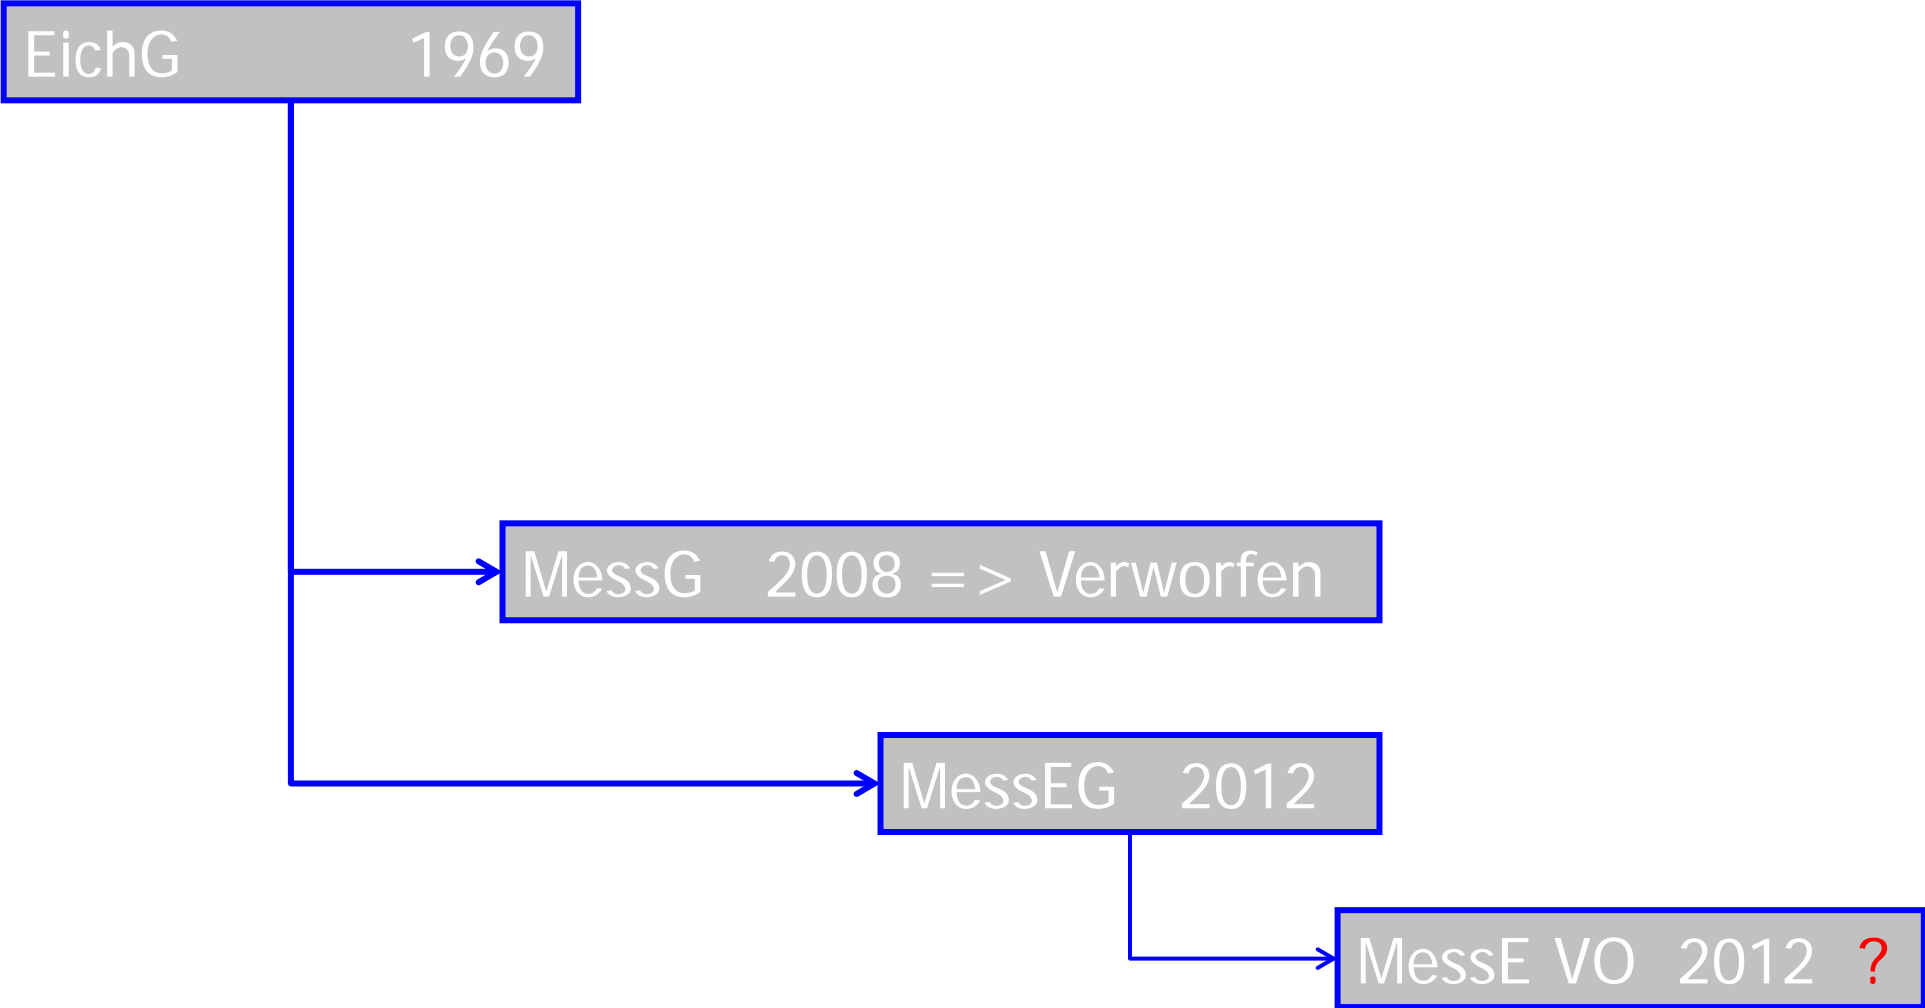 EichG 1969
MessG 2008 => Verworfen
MessEG 2012
MessE VO 2012 ?